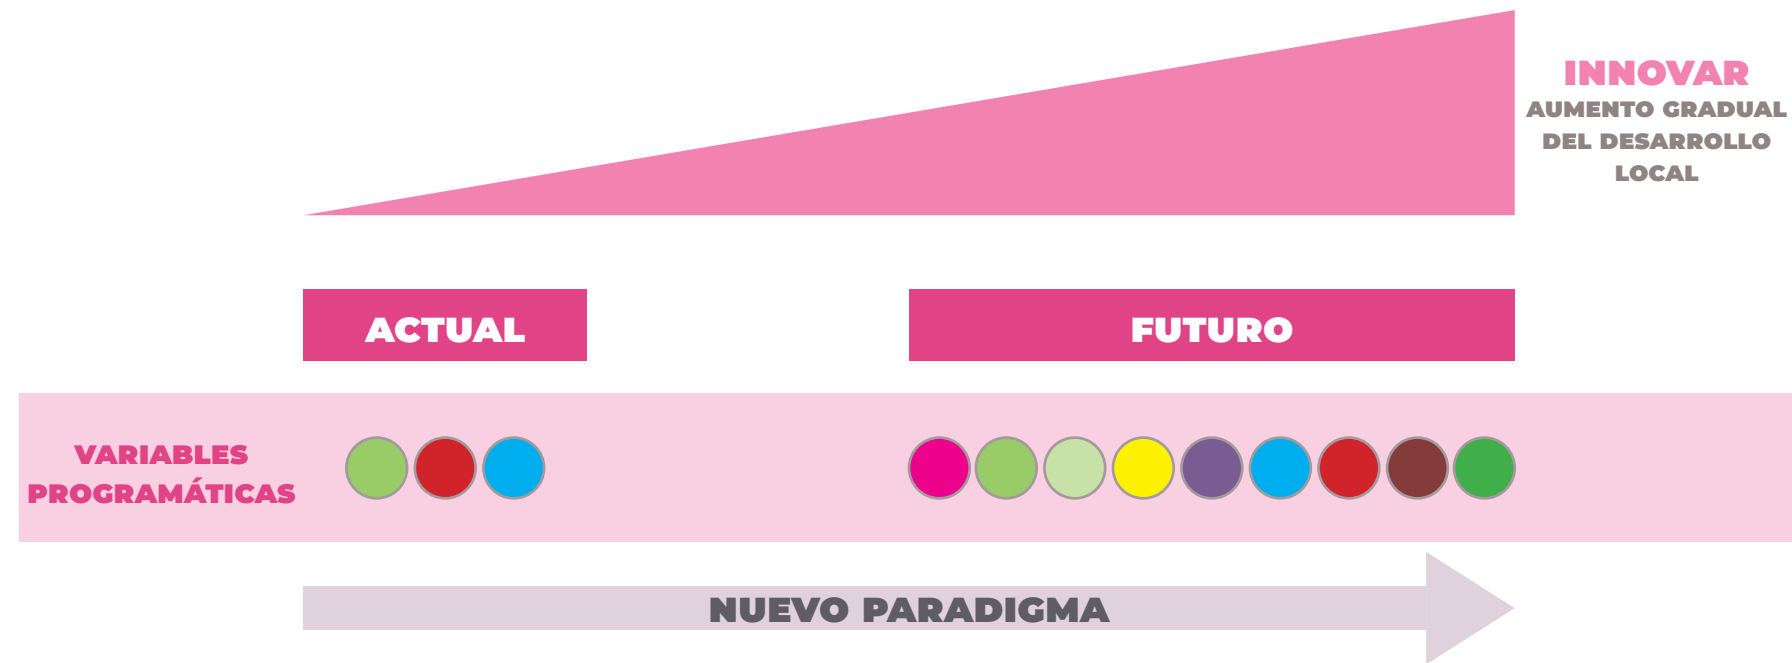 INNOVAR
AUMENTO GRADUAL
DEL DESARROLLO
LOCAL
ACTUAL
FUTURO
VARIABLES
PROGRAMÁTICAS
NUEVO PARADIGMA